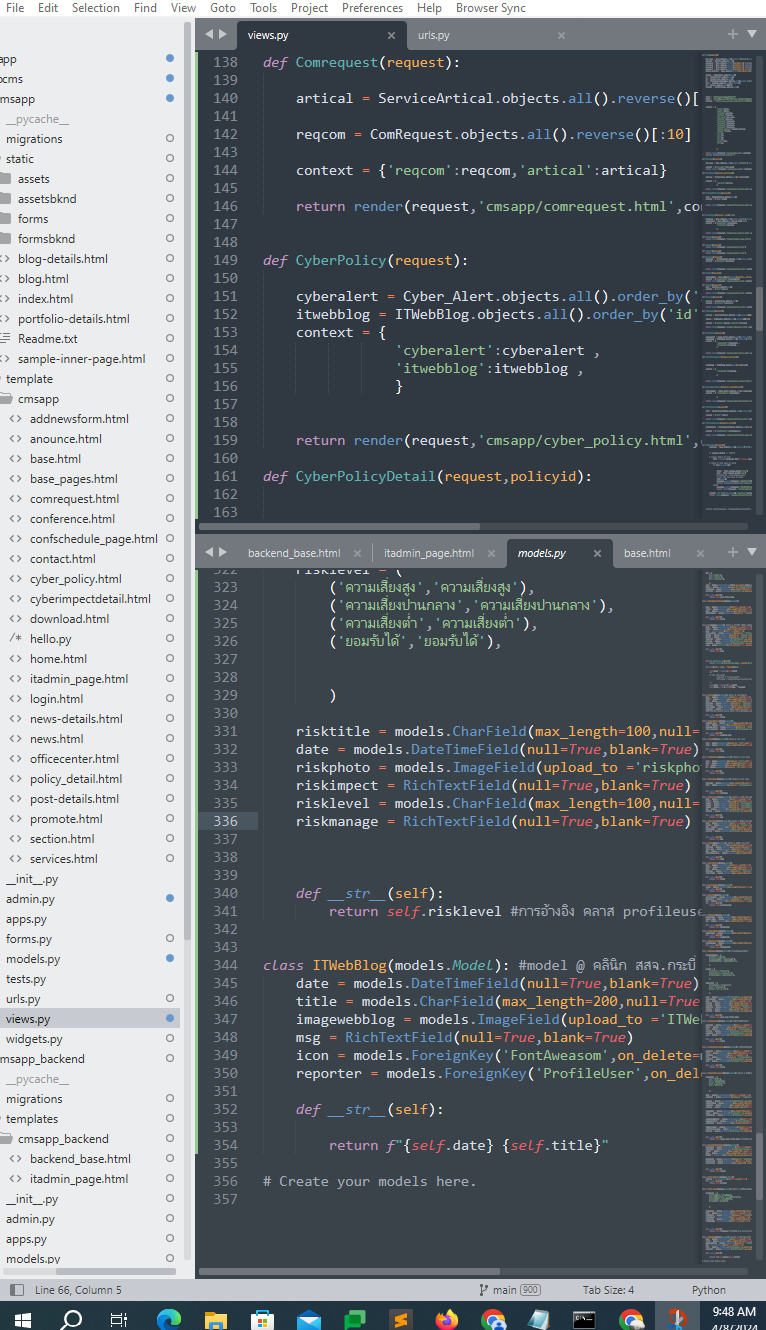 File Edit Selection Find View Goto Tools Project Preferences Help Browser Sync
app
cms
msapp
__pycache__
migrations
static
assets
assetsbknd
forms
formsbknd
blog-details.html
blog.html
index.html
portfolio-details.html
Readme.txt
sample-inner-page.html
template
cmsapp
addnewsform.html
anounce.html
base.html
base_pages.html
comrequest.html
conference.html
confschedule_page.html
contact.html
cyber_policy.html
cyberimpectdetail.html
download.html
/* hello.py
home.html
itadmin_page.html
login.html
news-details.html
news.html
officecenter.html
policy_detail.html
post-details.html
promote.html
section.html
services.html
__init__.py
admin.py
apps.py
forms.py
models.py
tests.py
urls.py
views.py
widgets.py
msapp_backend
__pycache__
migrations
templates
cmsapp_backend
backend_base.html
itadmin_page.html
__init__.py
admin.py
apps.py
models.py
views.py urls.py
138 def Comrequest(request):
139
140 artical = ServiceArtical.objects.all().reverse()[
141
142 reqcom = ComRequest.objects.all().reverse()[:10]
143
144 context = {'reqcom':reqcom,'artical':artical}
145
146 return render(request,'cmsapp/comrequest.html',co
147
148
149 def CyberPolicy(request):
150
151 cyberalert = Cyber_Alert.objects.all().order_by('
152 itwebblog = ITWebBlog.objects.all().order_by('id'
153 context = {
154 'cyberalert':cyberalert ,
155 'itwebblog':itwebblog ,
156 }
157
158
159 return render(request,'cmsapp/cyber_policy.html',
160
161 def CyberPolicyDetail(request,policyid):
162
163
backend_base.html itadmin_page.html models.py base.html
322 risklevel = (
323 ('ความเสี่ยงสูง','ความเสี่ยงสูง'),
324 ('ความเสี่ยงปานกลาง','ความเสี่ยงปานกลาง'),
325 ('ความเสี่ยงต่ำ','ความเสี่ยงต่ำ'),
326 ('ยอมรับได้','ยอมรับได้'),
327
328
329 )
330
331 risktitle = models.CharField(max_length=100,null=
332 date = models.DateTimeField(null=True,blank=True)
333 riskphoto = models.ImageField(upload_to ='riskpho
334 riskimpect = RichTextField(null=True,blank=True)
335 risklevel = models.CharField(max_length=100,null=
336 riskmanage = RichTextField(null=True,blank=True)
337
338
339
340 def __str__(self):
341 return self.risklevel #การอ้างอิง คลาส profileuse
342
343
344 class ITWebBlog(models.Model): #model @ คลินิก สสจ.กระบี่
345 date = models.DateTimeField(null=True,blank=True)
346 title = models.CharField(max_length=200,null=True
347 imagewebblog = models.ImageField(upload_to ='ITWe
348 msg = RichTextField(null=True,blank=True)
349 icon = models.ForeignKey('FontAweasom',on_delete=
350 reporter = models.ForeignKey('ProfileUser',on_del
351
352 def __str__(self):
353
354 return f"{self.date} {self.title}"
355
356 # Create your models here.
357
Line 66, Column 5 main 900 Tab Size: 4 Python
9:48 AM
4/8/2024